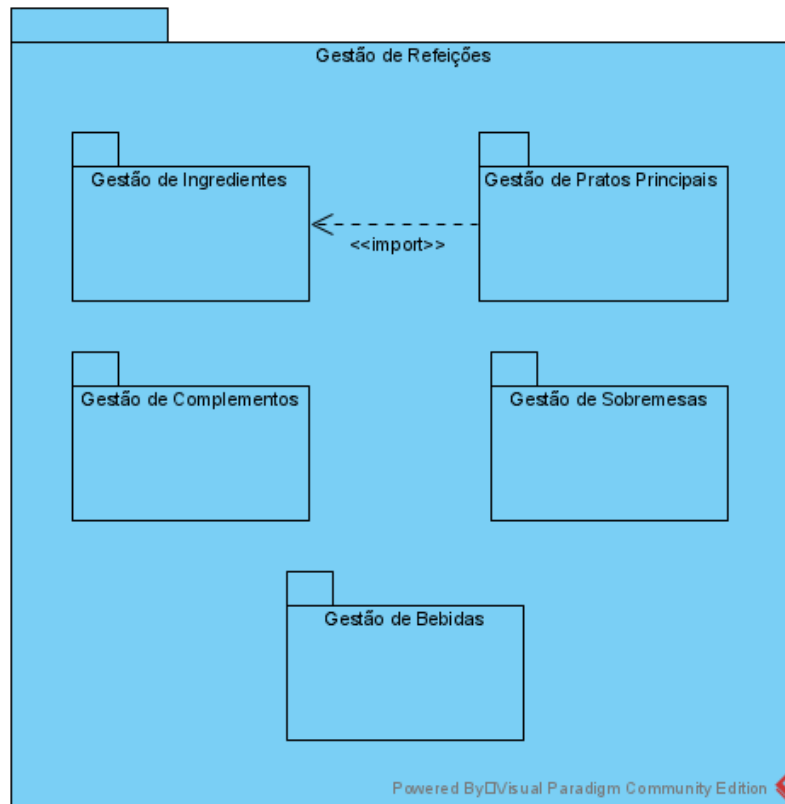 Gestão de Refeições
Gestão de Ingredientes
Gestão de Pratos Principais
<<import>>
Gestão de Complementos
Gestão de Sobremesas
Gestão de Bebidas
Powered By□Visual Paradigm Community Edition